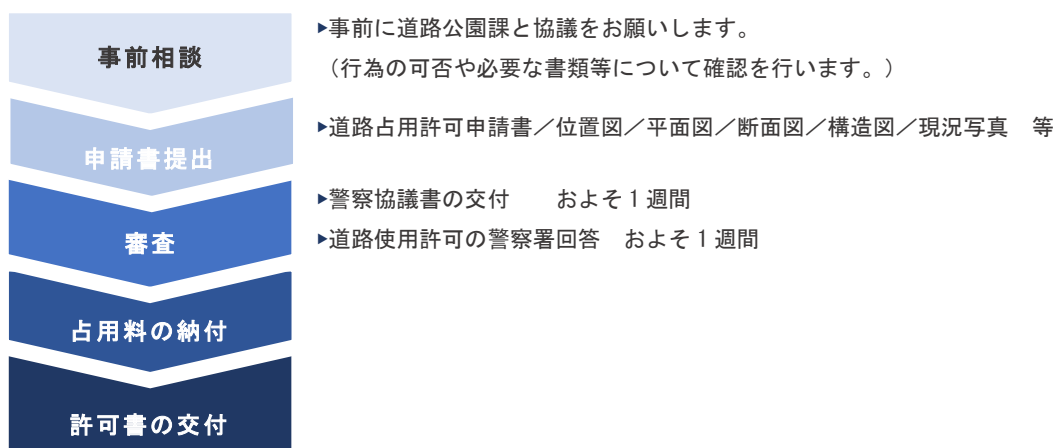 事前相談
▶事前に道路公園課と協議をお願いします。
（行為の可否や必要な書類等について確認を行います。）
申請書提出
▶道路占用許可申請書／位置図／平面図／断面図／構造図／現況写真　等
審査
▶警察協議書の交付　　およそ１週間
▶道路使用許可の警察署回答　およそ１週間
占用料の納付
許可書の交付